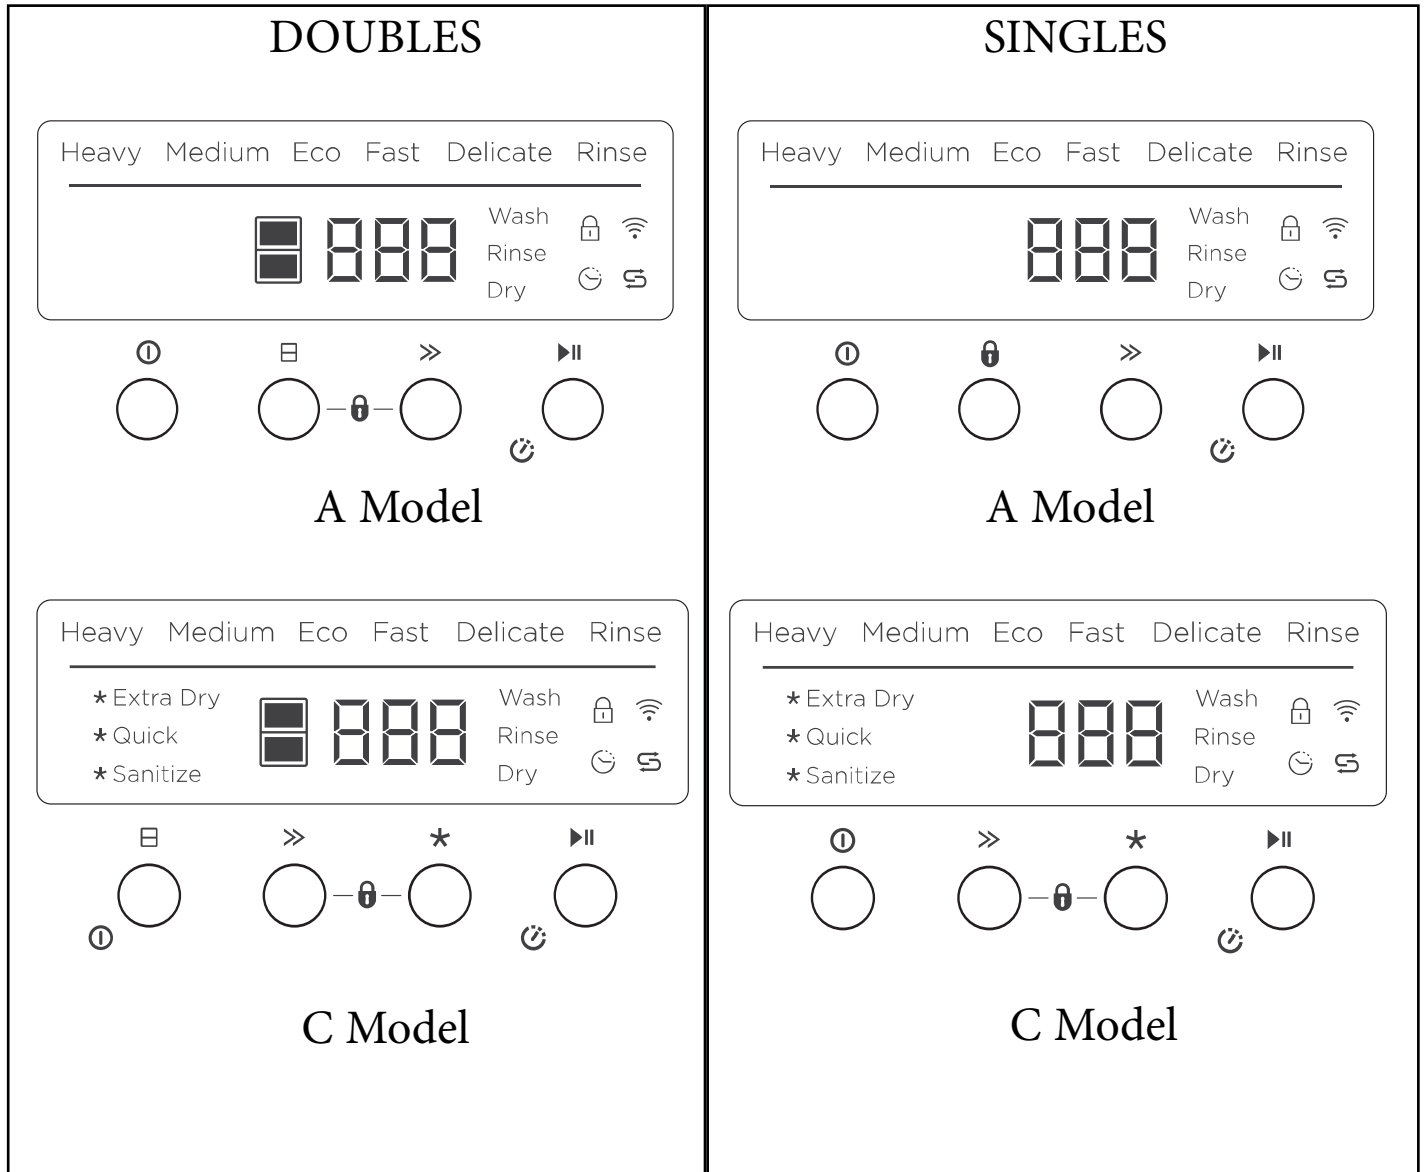 DOUBLES
Heavy Medium Eco Fast Delicate Rinse
888 Wash
Rinse
Dry
A Model
Heavy Medium Eco Fast Delicate Rinse
* Extra Dry
* Quick
* Sanitize
888 Wash
Rinse
Dry
C Model
SINGLES
Heavy Medium Eco Fast Delicate Rinse
888 Wash
Rinse
Dry
A Model
Heavy Medium Eco Fast Delicate Rinse
* Extra Dry
* Quick
* Sanitize
888 Wash
Rinse
Dry
C Model